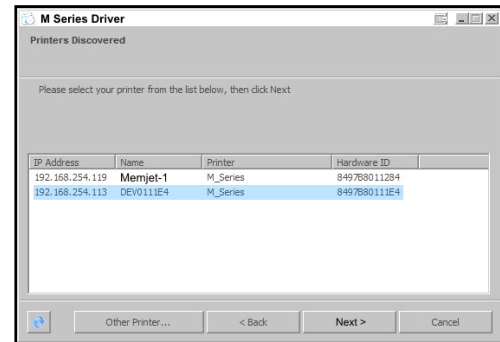 M Series Driver
Printers Discovered
Please select your printer from the list below, then click Next
IP Address Name Printer Hardware ID
192.168.254.119 Memjet-1 M_Series 8497B8011284
192.168.254.113 DEV0111E4 M_Series 8497B80111E4
Other Printer... < Back Next > Cancel